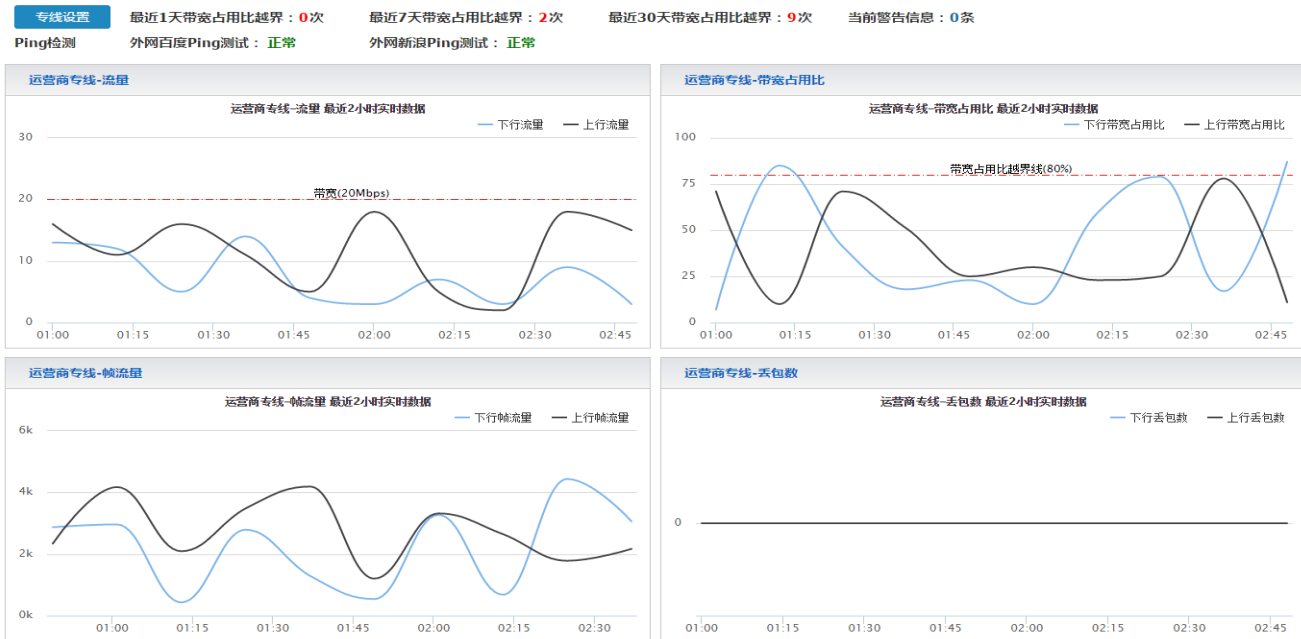 专线设置 最近1天带宽占用比越界：0次 最近7天带宽占用比越界：2次 最近30天带宽占用比越界：9次 当前警告信息：0条
Ping检测 外网百度Ping测试： 正常 外网新浪Ping测试： 正常
运营商专线-流量
运营商专线-流量 最近2小时实时数据
下行流量 上行流量
30
带宽(20Mbps)
20
10
0
01:00 01:15 01:30 01:45 02:00 02:15 02:30 02:45
运营商专线-带宽占用比
运营商专线-带宽占用比 最近2小时实时数据
下行带宽占用比 上行带宽占用比
100
带宽占用比越界线(80%)
75
50
25
0
01:00 01:15 01:30 01:45 02:00 02:15 02:30 02:45
运营商专线-帧流量
运营商专线-帧流量 最近2小时实时数据
下行帧流量 上行帧流量
6k
4k
2k
0k
01:00 01:15 01:30 01:45 02:00 02:15 02:30
运营商专线-丢包数
运营商专线-丢包数 最近2小时实时数据
下行丢包数 上行丢包数
0
01:00 01:15 01:30 01:45 02:00 02:15 02:30 02:45